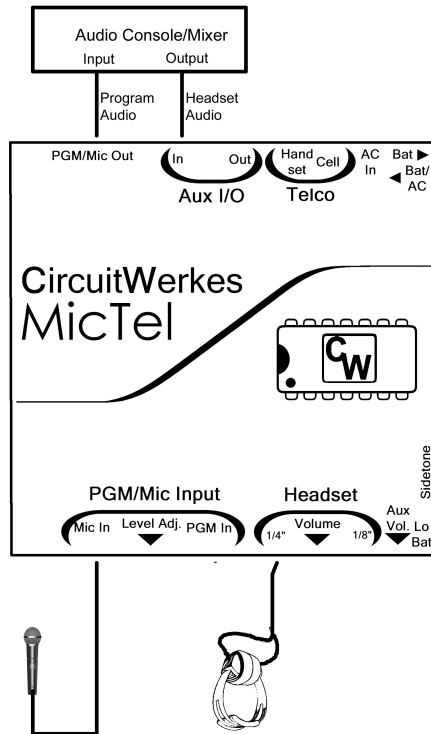 Audio Console/Mixer
Input Output
Program Audio
Headset Audio
PGM/Mic Out
In Out
Aux I/O
Hand set Cell
Telco
AC In
Bat
Bat/ AC
CircuitWerkes
MicTel
CW
Sidetone
PGM/Mic Input
Mic In Level Adj. PGM In
Headset
1/4" Volume 1/8"
Aux Vol.
Lo Bat